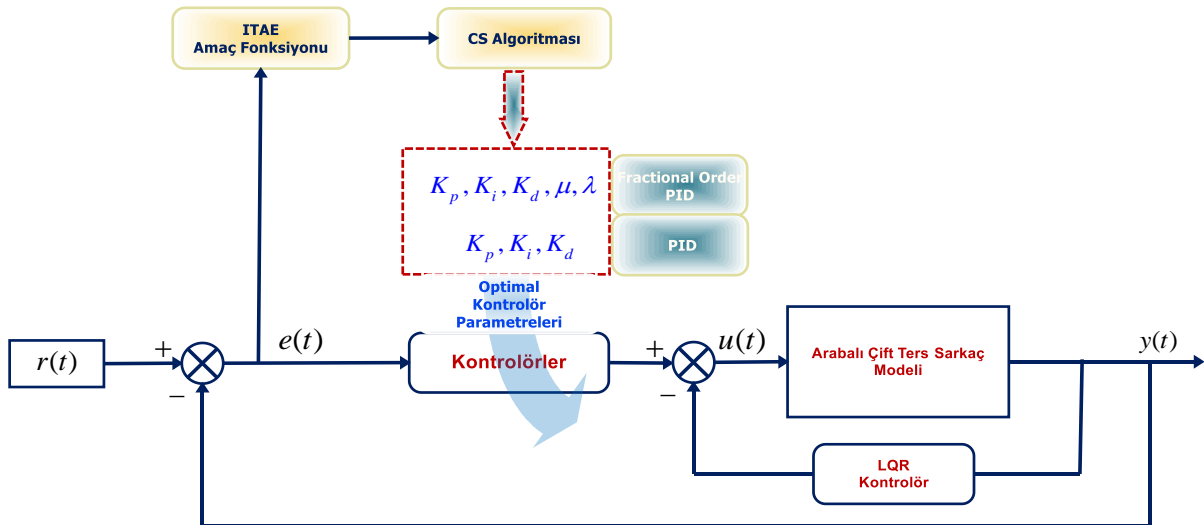 ITAE
Amaç Fonksiyonu
CS Algoritması
K_p, K_i, K_d, μ, λ
Fractional Order
PID
K_p, K_i, K_d
PID
Optimal
Kontrolör
Parametreleri
r(t)
+
−
e(t)
Kontrolörler
+
−
u(t)
Arabalı Çift Ters Sarkaç
Modeli
y(t)
LQR
Kontrolör